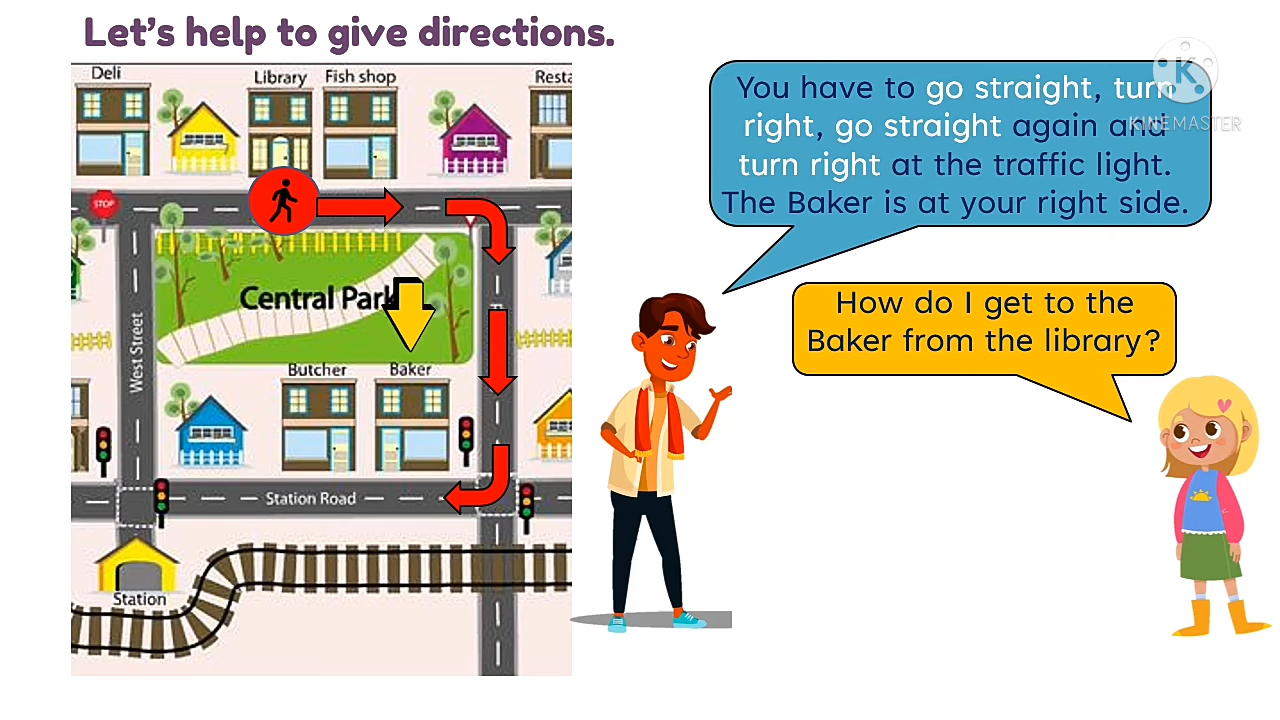 Let's help to give directions.
Deli
Library
Fish shop
Resta
STOP
Central Park
West Street
Butcher
Baker
Station Road
Station
You have to go straight, turn
right, go straight again and
turn right at the traffic light.
The Baker is at your right side.
K
KINEMASTER
How do I get to the
Baker from the library?